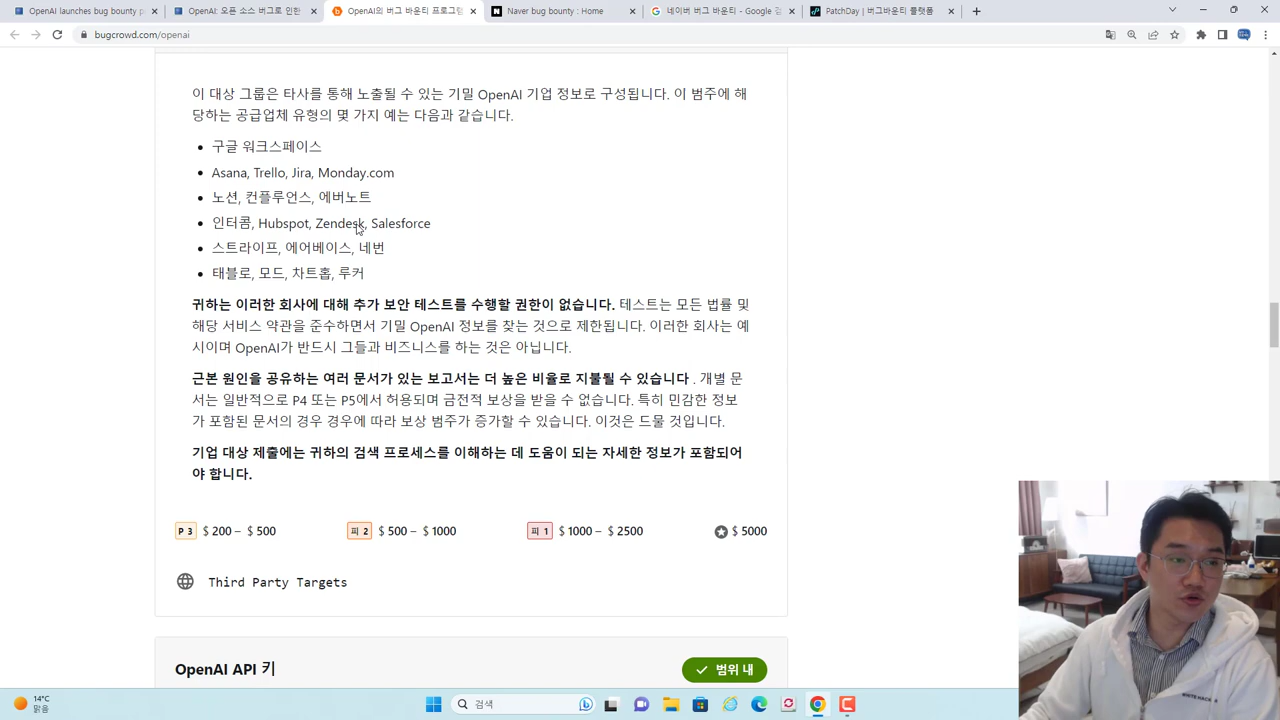 OpenAI launches bug bounty p
OpenAI: 오픈 소스 버그로 인한
OpenAI의 버그 바운티 프로그램
Naver bug bounty : Home
네이버 버그 바운티 - Google 검
PatchDay | 버그바운티 플랫폼
bugcrowd.com/openai
이 대상 그룹은 타사를 통해 노출될 수 있는 기밀 OpenAI 기업 정보로 구성됩니다. 이 범주에 해
당하는 공급업체 유형의 몇 가지 예는 다음과 같습니다.
• 구글 워크스페이스
• Asana, Trello, Jira, Monday.com
• 노션, 컨플루언스, 에버노트
• 인터콤, Hubspot, Zendesk, Salesforce
• 스트라이프, 에어베이스, 네번
• 태블로, 모드, 차트홉, 루커
귀하는 이러한 회사에 대해 추가 보안 테스트를 수행할 권한이 없습니다. 테스트는 모든 법률 및
해당 서비스 약관을 준수하면서 기밀 OpenAI 정보를 찾는 것으로 제한됩니다. 이러한 회사는 예
시이며 OpenAI가 반드시 그들과 비즈니스를 하는 것은 아닙니다.
근본 원인을 공유하는 여러 문서가 있는 보고서는 더 높은 비율로 지불될 수 있습니다 . 개별 문
서는 일반적으로 P4 또는 P5에서 허용되며 금전적 보상을 받을 수 없습니다. 특히 민감한 정보
가 포함된 문서의 경우 경우에 따라 보상 범주가 증가할 수 있습니다. 이것은 드물 것입니다.
기업 대상 제출에는 귀하의 검색 프로세스를 이해하는 데 도움이 되는 자세한 정보가 포함되어
야 합니다.
P 3 $ 200 – $ 500 피 2 $ 500 – $ 1000 피 1 $ 1000 – $ 2500 $ 5000
Third Party Targets
OpenAI API 키 범위 내
WHITE HACK
14°C
맑음
검색